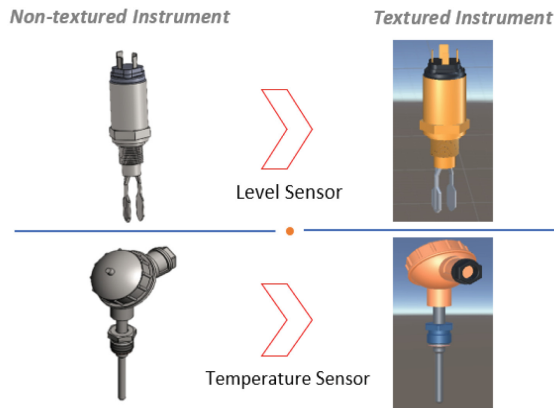 Non-textured Instrument
Textured Instrument
Level Sensor
Temperature Sensor